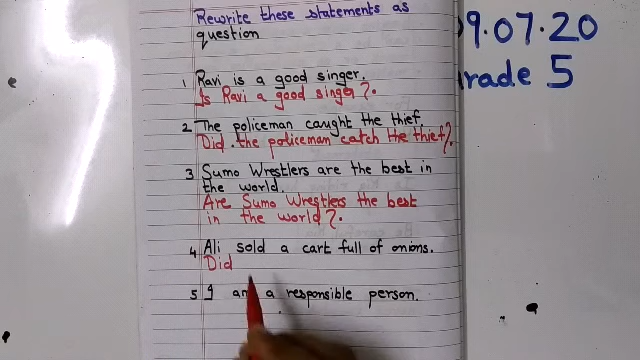 Rewrite these statements as
question
09.07.20
Grade 5
1 Ravi is a good singer.
Is Ravi a good singer?.
2 The policeman caught the thief.
Did. the policeman catch the thief?.
3 Sumo Wrestlers are the best in
the world.
Are Sumo Wrestlers the best
in the world?.
4 Ali sold a cart full of onions.
Did
5 I am a responsible person.